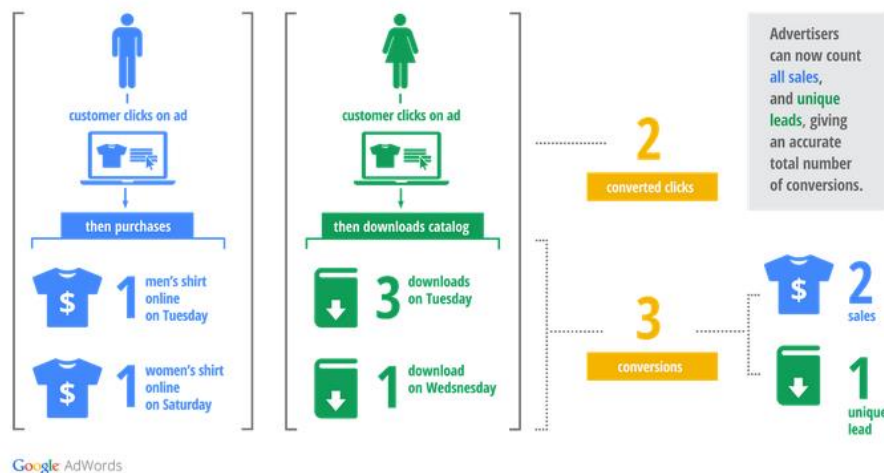 customer clicks on ad
$
then purchases
$
1
men's shirt
online
on Tuesday
$
1
women's shirt
online
on Saturday
customer clicks on ad
then downloads catalog
3
downloads
on Tuesday
1
download
on Wedsnesday
2
converted clicks
3
conversions
Advertisers
can now count
all sales,
and unique
leads, giving
an accurate
total number
of conversions.
$
2
sales
1
unique
lead
Google AdWords